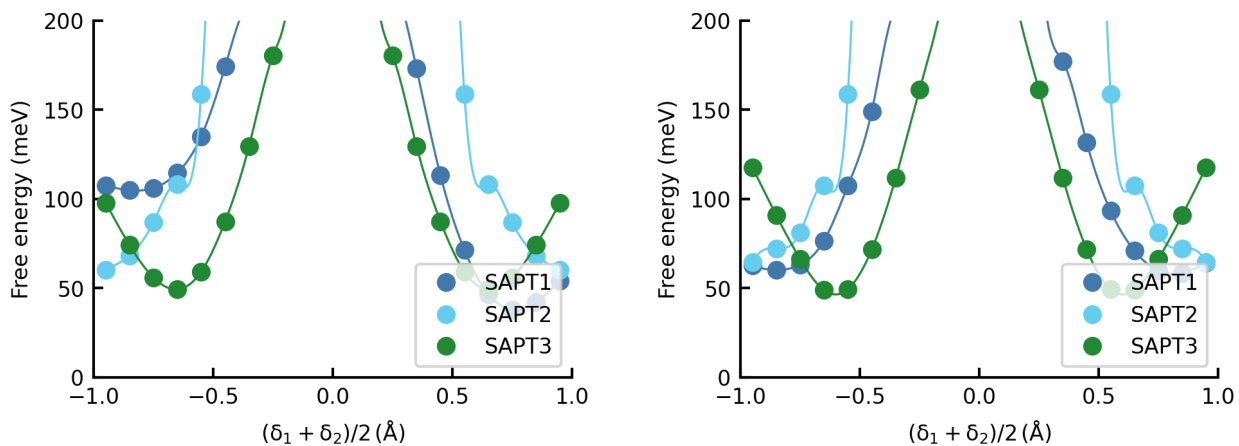 200
150
100
50
0
Free energy (meV)
SAPT1
SAPT2
SAPT3
−1.0 −0.5 0.0 0.5 1.0
(δ₁ + δ₂)/2 (Å)
200
150
100
50
0
Free energy (meV)
SAPT1
SAPT2
SAPT3
−1.0 −0.5 0.0 0.5 1.0
(δ₁ + δ₂)/2 (Å)